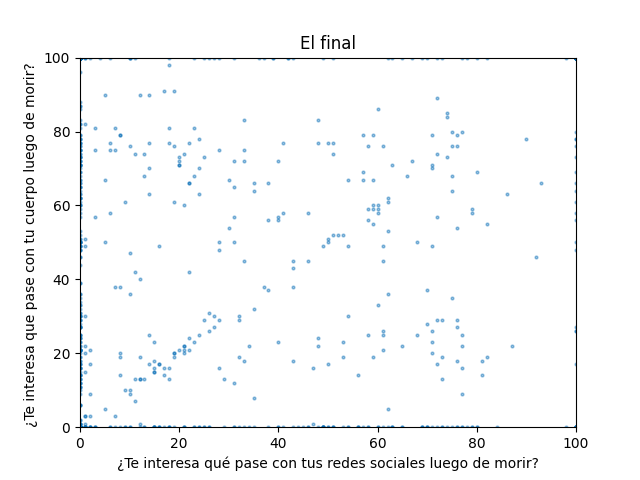 El final
¿Te interesa que pase con tu cuerpo luego de morir?
100
80
60
40
20
0
0 20 40 60 80 100
¿Te interesa qué pase con tus redes sociales luego de morir?